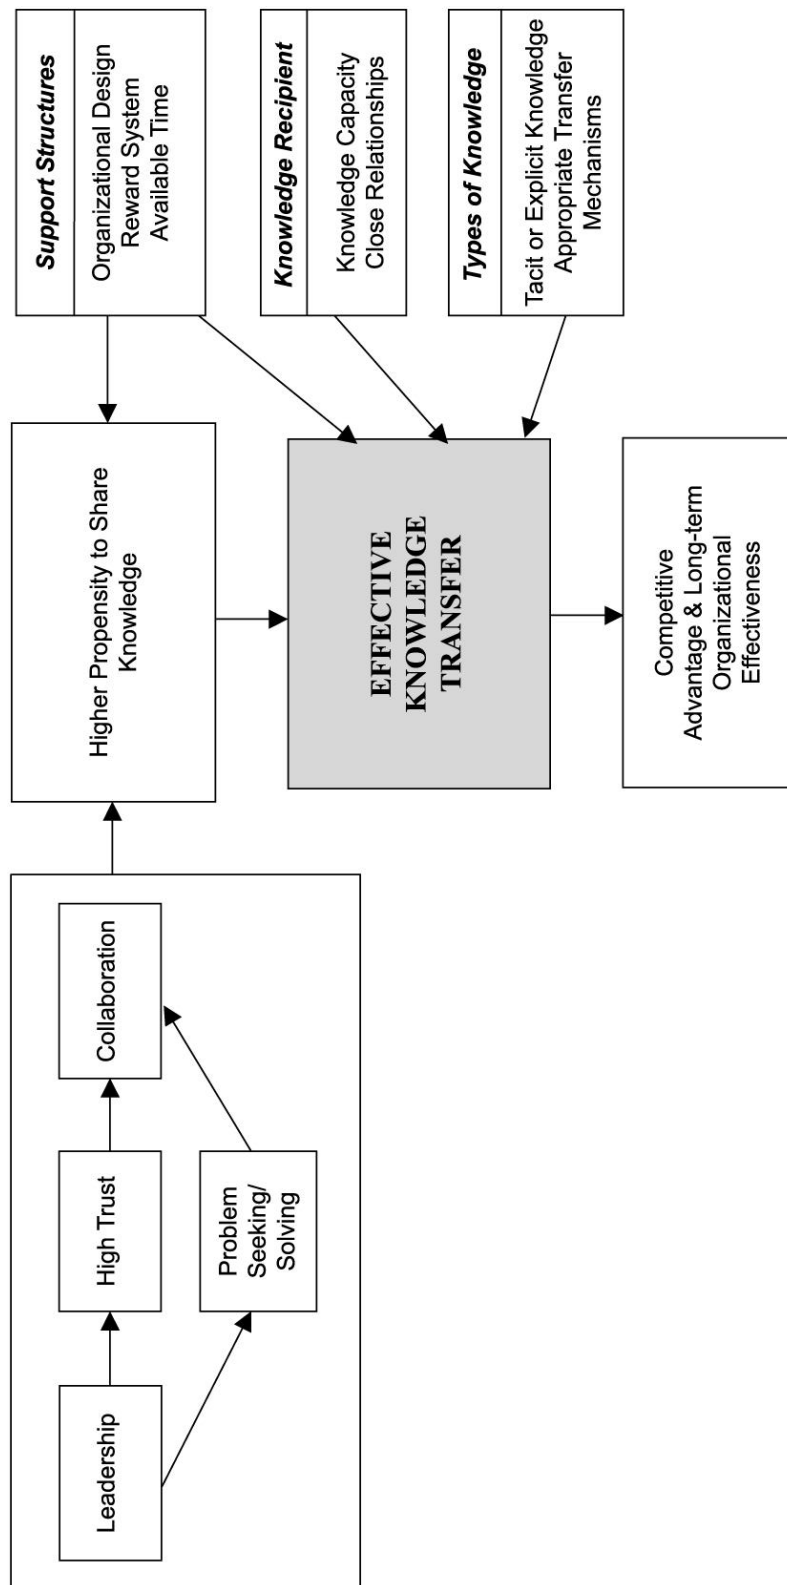 Leadership
High Trust
Collaboration
Problem
Seeking/
Solving
Higher Propensity to Share
Knowledge
Support Structures
Organizational Design
Reward System
Available Time
EFFECTIVE
KNOWLEDGE
TRANSFER
Knowledge Recipient
Knowledge Capacity
Close Relationships
Types of Knowledge
Tacit or Explicit Knowledge
Appropriate Transfer
Mechanisms
Competitive
Advantage & Long-term
Organizational
Effectiveness